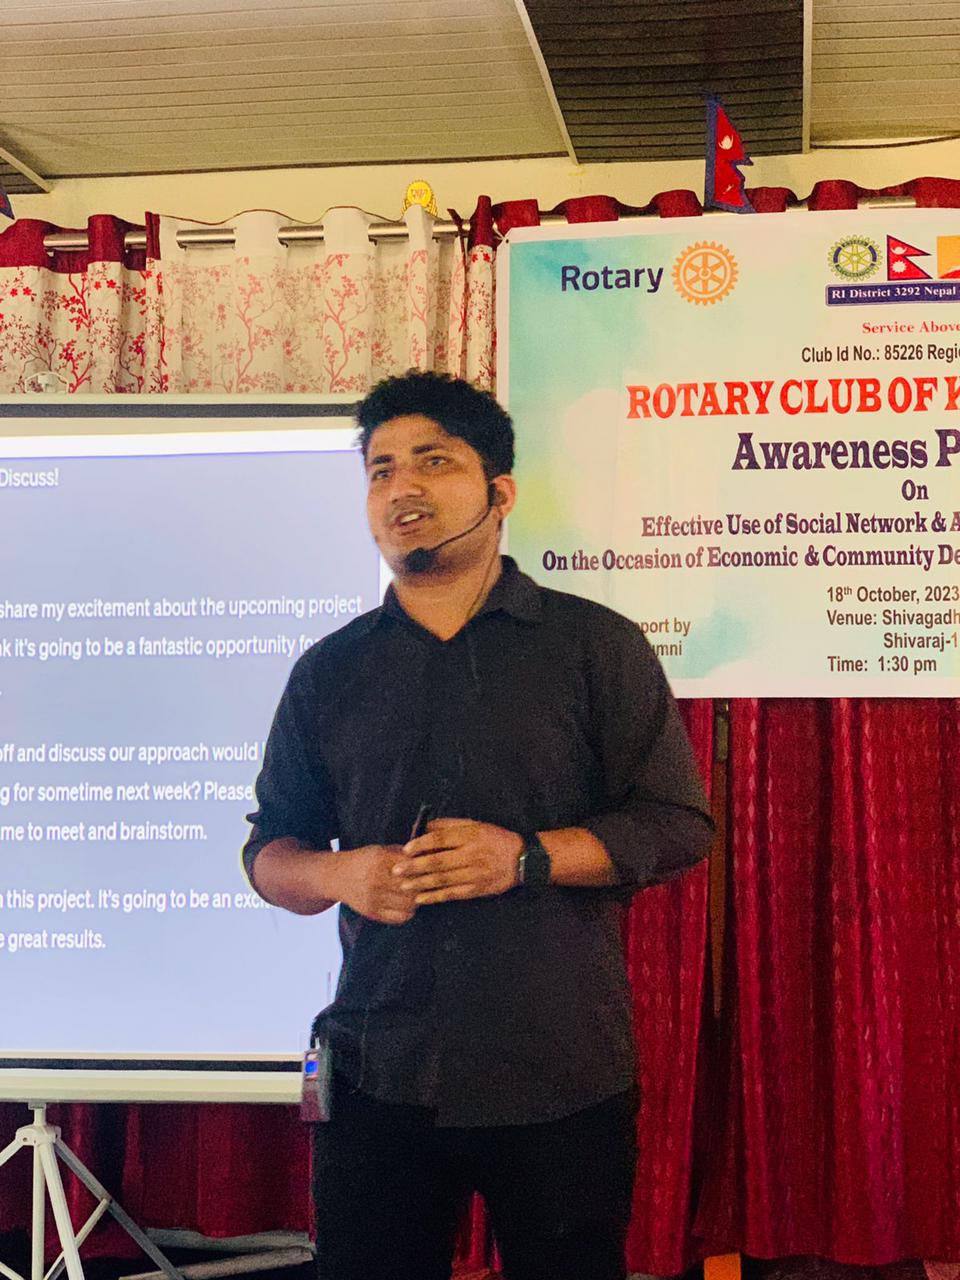 Discuss!
share my excitement about the upcoming project
it's going to be a fantastic opportunity
off and discuss our approach would
g for sometime next week? Please
me to meet and brainstorm.
this project. It's going to be an
great results.
Rotary
RI District 3292 Nepal
Service Above
Club Id No.: 85226 Regi
ROTARY CLUB OF K
Awareness P
On
Effective Use of Social Network & A
On the Occasion of Economic & Community De
18th October, 2023
Venue: Shivagadh
Shivaraj-1
Time: 1:30 pm
port by
mni